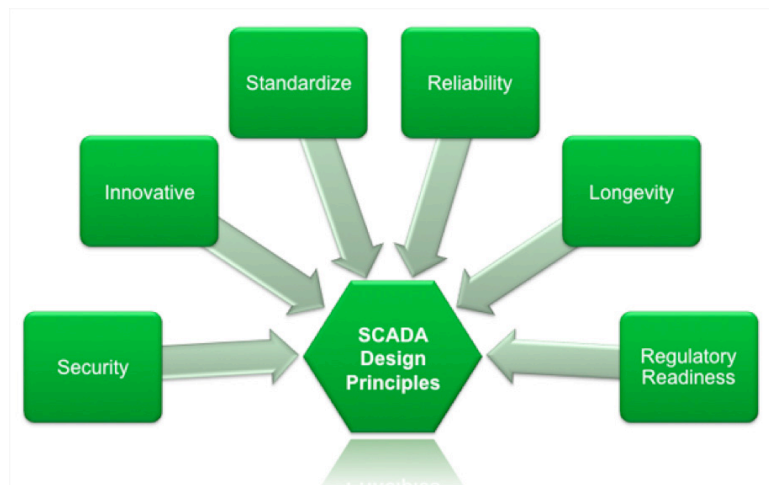 Standardize
Reliability
Innovative
Longevity
Security
SCADA
Design
Principles
Regulatory
Readiness